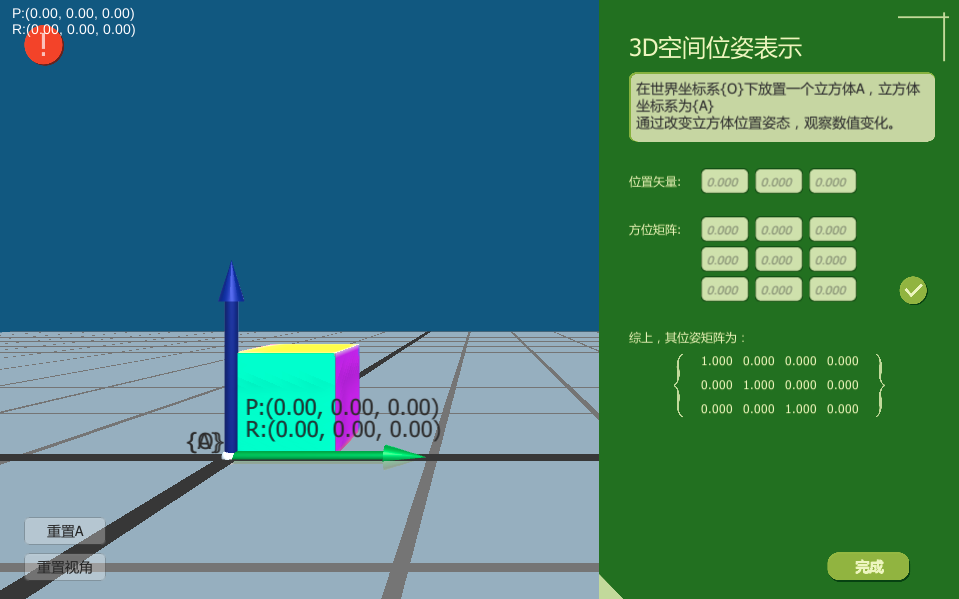 P:(0.00, 0.00, 0.00)
R:(0.00, 0.00, 0.00)
!
P:(0.00, 0.00, 0.00)
R:(0.00, 0.00, 0.00)
重置A
重置视角
3D空间位姿表示
在世界坐标系{O}下放置一个立方体A，立方体
坐标系为{A}
通过改变立方体位置姿态，观察数值变化。
位置矢量: 0.000 0.000 0.000
方位矩阵: 0.000 0.000 0.000
0.000 0.000 0.000
0.000 0.000 0.000
综上，其位姿矩阵为：
1.000 0.000 0.000 0.000
0.000 1.000 0.000 0.000
0.000 0.000 1.000 0.000
完成